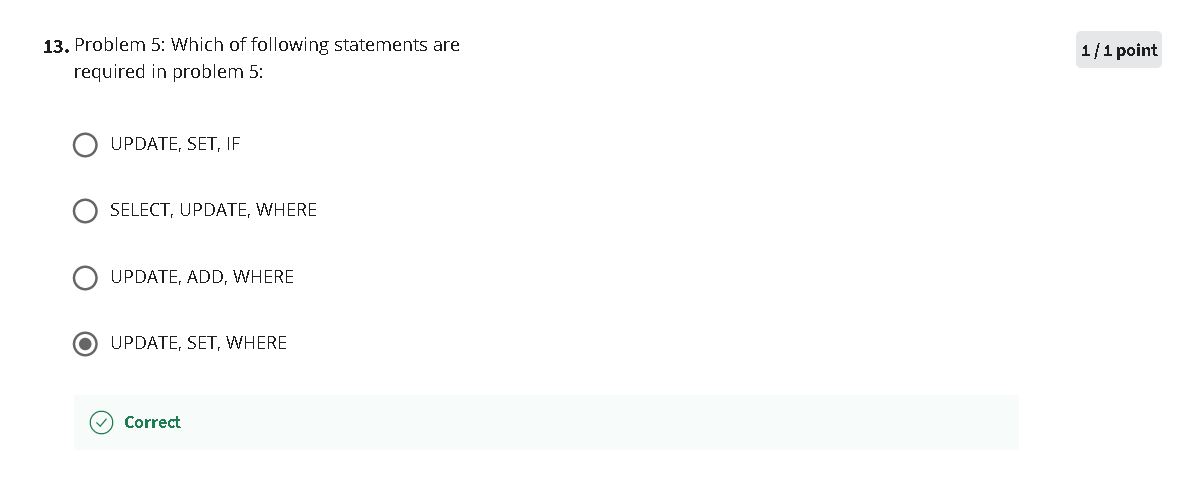 13. Problem 5: Which of following statements are
required in problem 5:
1 / 1 point
UPDATE, SET, IF
SELECT, UPDATE, WHERE
UPDATE, ADD, WHERE
UPDATE, SET, WHERE
Correct